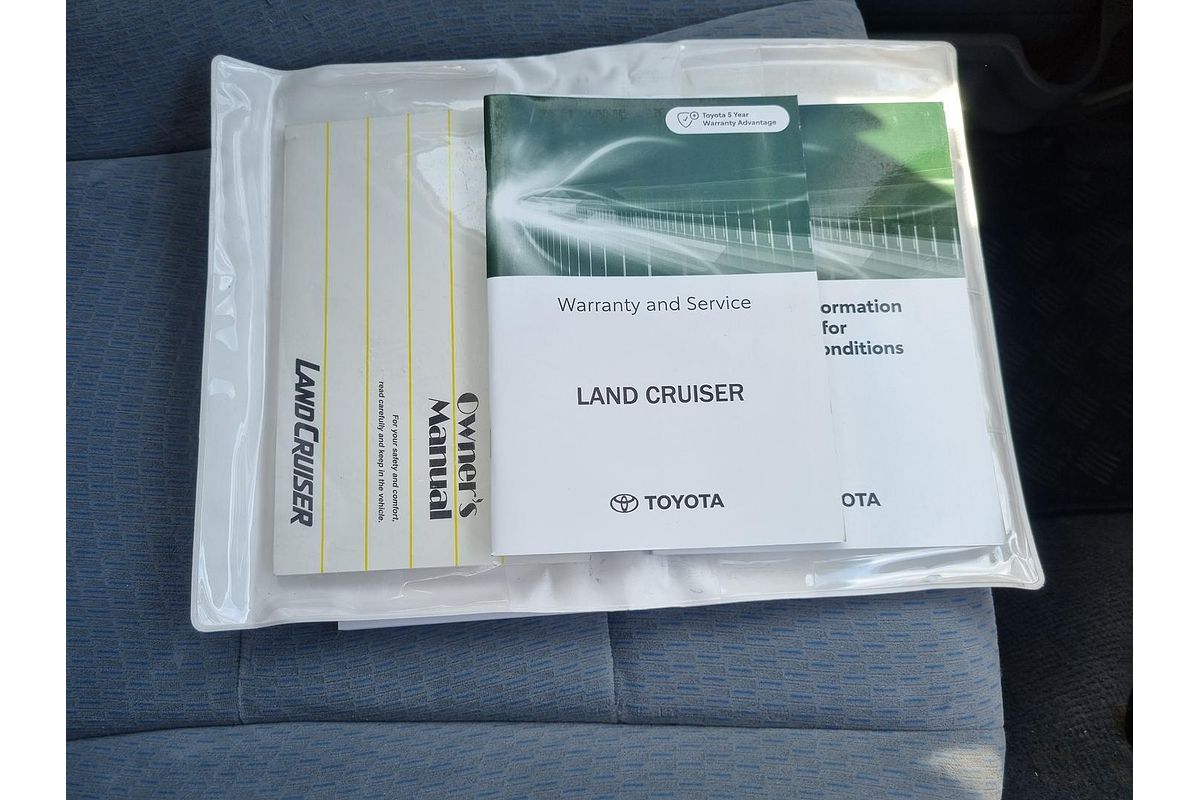 Toyota 5 Year
Warranty Advantage
Warranty and Service
LAND CRUISER
TOYOTA
ormation
for
onditions
OTA
Owner's
Manual
For your safety and comfort,
read carefully and keep in the vehicle.
LAND CRUISER